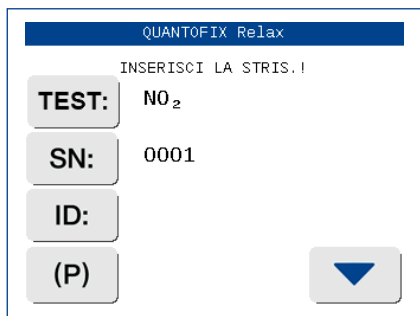 QUANTOFIX Relax
INSERISCI LA STRIS.!
TEST: NO₂
SN: 0001
ID:
(P)